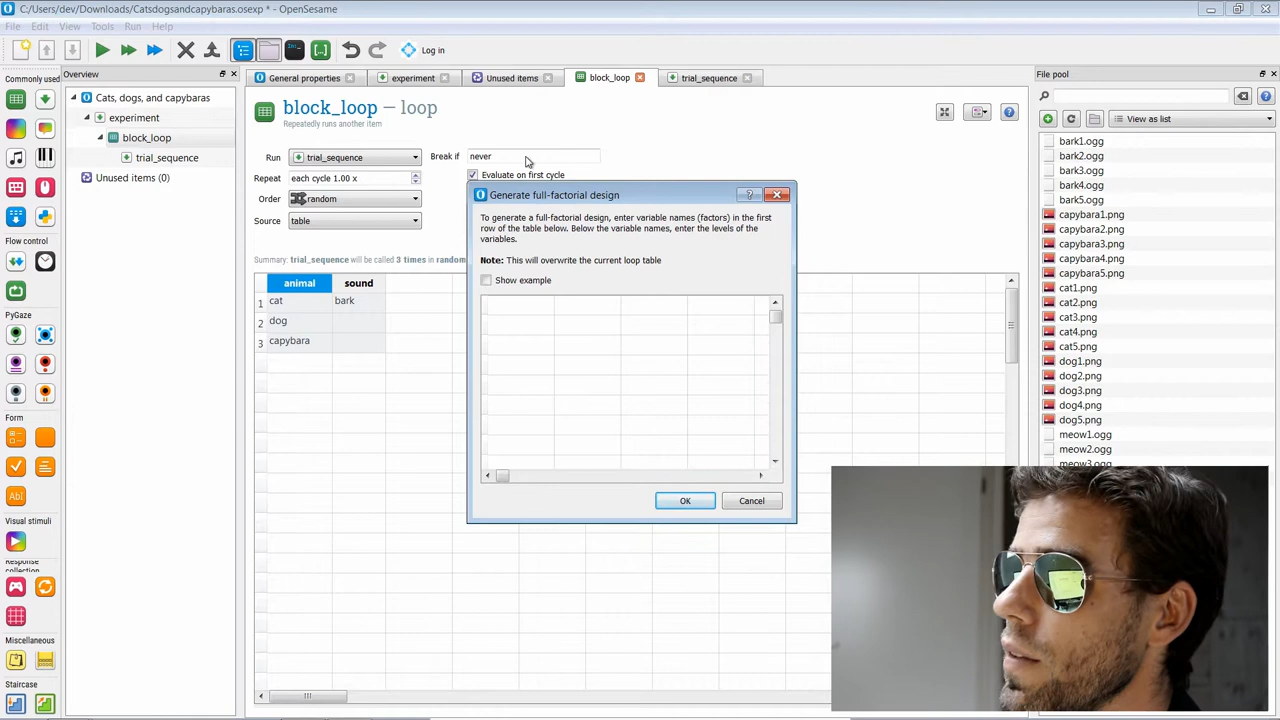 C:/Users/dev/Downloads/Catsdogsandcapybaras.osexp * - OpenSesame
File Edit View Tools Run Help
Log in
Commonly used
Flow control
PyGaze
Form
Visual stimuli
Response collection
Miscellaneous
Staircase
Overview
Cats, dogs, and capybaras
experiment
block_loop
trial_sequence
Unused items (0)
General properties
experiment
Unused items
block_loop
trial_sequence
block_loop — loop
Repeatedly runs another item
Run trial_sequence Break if never
Repeat each cycle 1.00 x Evaluate on first cycle
Order random
Source table
Summary: trial_sequence will be called 3 times in random
animal sound
1 cat bark
2 dog
3 capybara
Generate full-factorial design
To generate a full-factorial design, enter variable names (factors) in the first
row of the table below. Below the variable names, enter the levels of the
variables.
Note: This will overwrite the current loop table
Show example
OK Cancel
File pool
View as list
bark1.ogg
bark2.ogg
bark3.ogg
bark4.ogg
bark5.ogg
capybara1.png
capybara2.png
capybara3.png
capybara4.png
capybara5.png
cat1.png
cat2.png
cat3.png
cat4.png
cat5.png
dog1.png
dog2.png
dog3.png
dog4.png
dog5.png
meow1.ogg
meow2.ogg
meow3.ogg